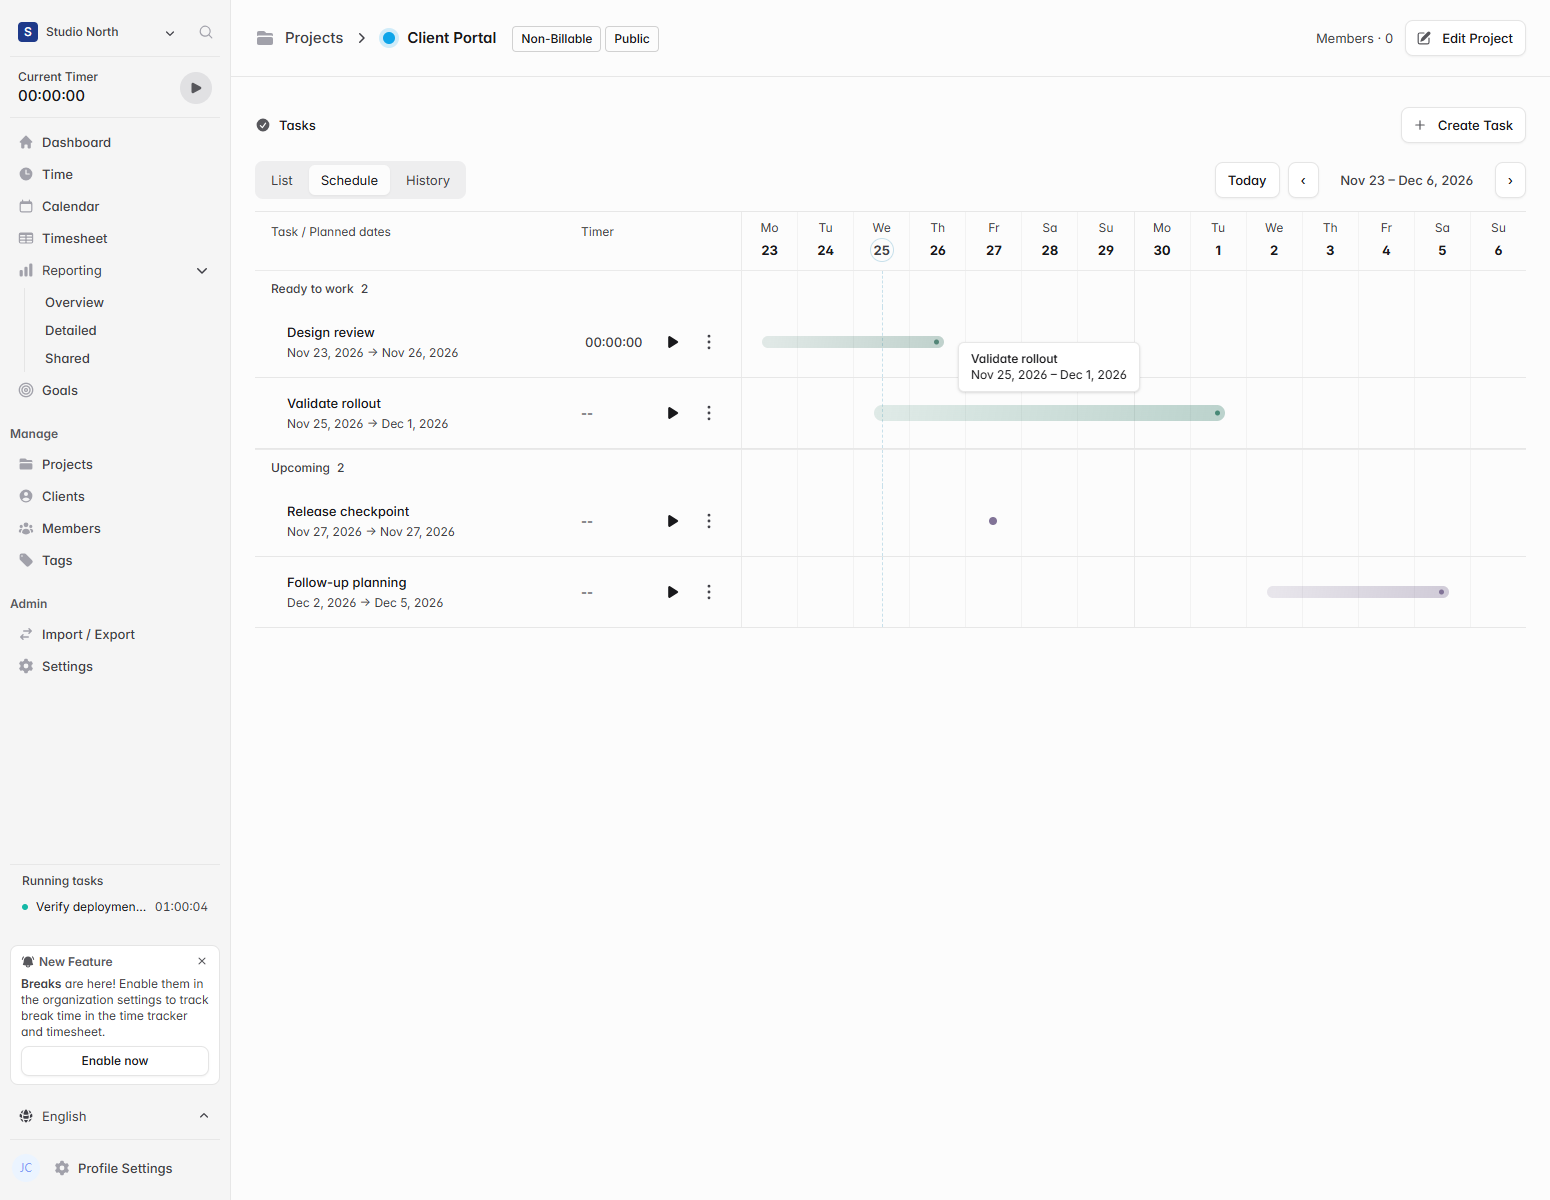 S Studio North
Current Timer
00:00:00
Dashboard
Time
Calendar
Timesheet
Reporting
Overview
Detailed
Shared
Goals
Manage
Projects
Clients
Members
Tags
Admin
Import / Export
Settings
Running tasks
Verify deploymen... 01:00:04
New Feature
Breaks are here! Enable them in
the organization settings to track
break time in the time tracker
and timesheet.
Enable now
English
JC Profile Settings
Projects Client Portal Non-Billable Public Members · 0 Edit Project
Tasks Create Task
List Schedule History Today ‹ Nov 23 – Dec 6, 2026 ›
Task / Planned dates Timer
Mo Tu We Th Fr Sa Su Mo Tu We Th Fr Sa Su
23 24 25 26 27 28 29 30 1 2 3 4 5 6
Ready to work 2
Design review
Nov 23, 2026 → Nov 26, 2026
00:00:00
Validate rollout
Nov 25, 2026 – Dec 1, 2026
Validate rollout
Nov 25, 2026 → Dec 1, 2026
--
Upcoming 2
Release checkpoint
Nov 27, 2026 → Nov 27, 2026
--
Follow-up planning
Dec 2, 2026 → Dec 5, 2026
--